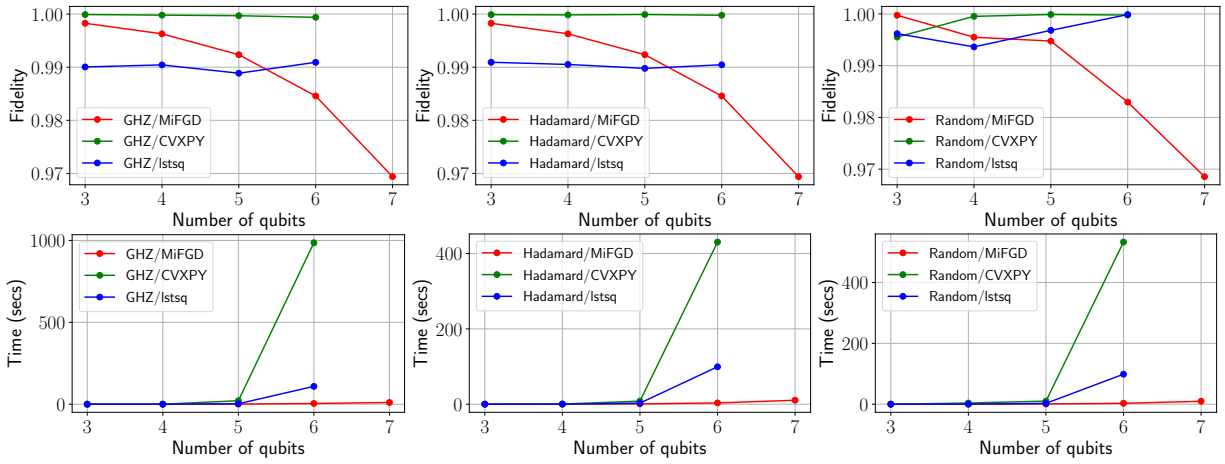 1.00
0.99
0.98
0.97
Fidelity
GHZ/MiFGD
GHZ/CVXPY
GHZ/lstsq
3 4 5 6 7
Number of qubits
1.00
0.99
0.98
0.97
Fidelity
Hadamard/MiFGD
Hadamard/CVXPY
Hadamard/lstsq
3 4 5 6 7
Number of qubits
1.00
0.99
0.98
0.97
Fidelity
Random/MiFGD
Random/CVXPY
Random/lstsq
3 4 5 6 7
Number of qubits
1000
500
0
Time (secs)
GHZ/MiFGD
GHZ/CVXPY
GHZ/lstsq
3 4 5 6 7
Number of qubits
400
200
0
Time (secs)
Hadamard/MiFGD
Hadamard/CVXPY
Hadamard/lstsq
3 4 5 6 7
Number of qubits
400
200
0
Time (secs)
Random/MiFGD
Random/CVXPY
Random/lstsq
3 4 5 6 7
Number of qubits